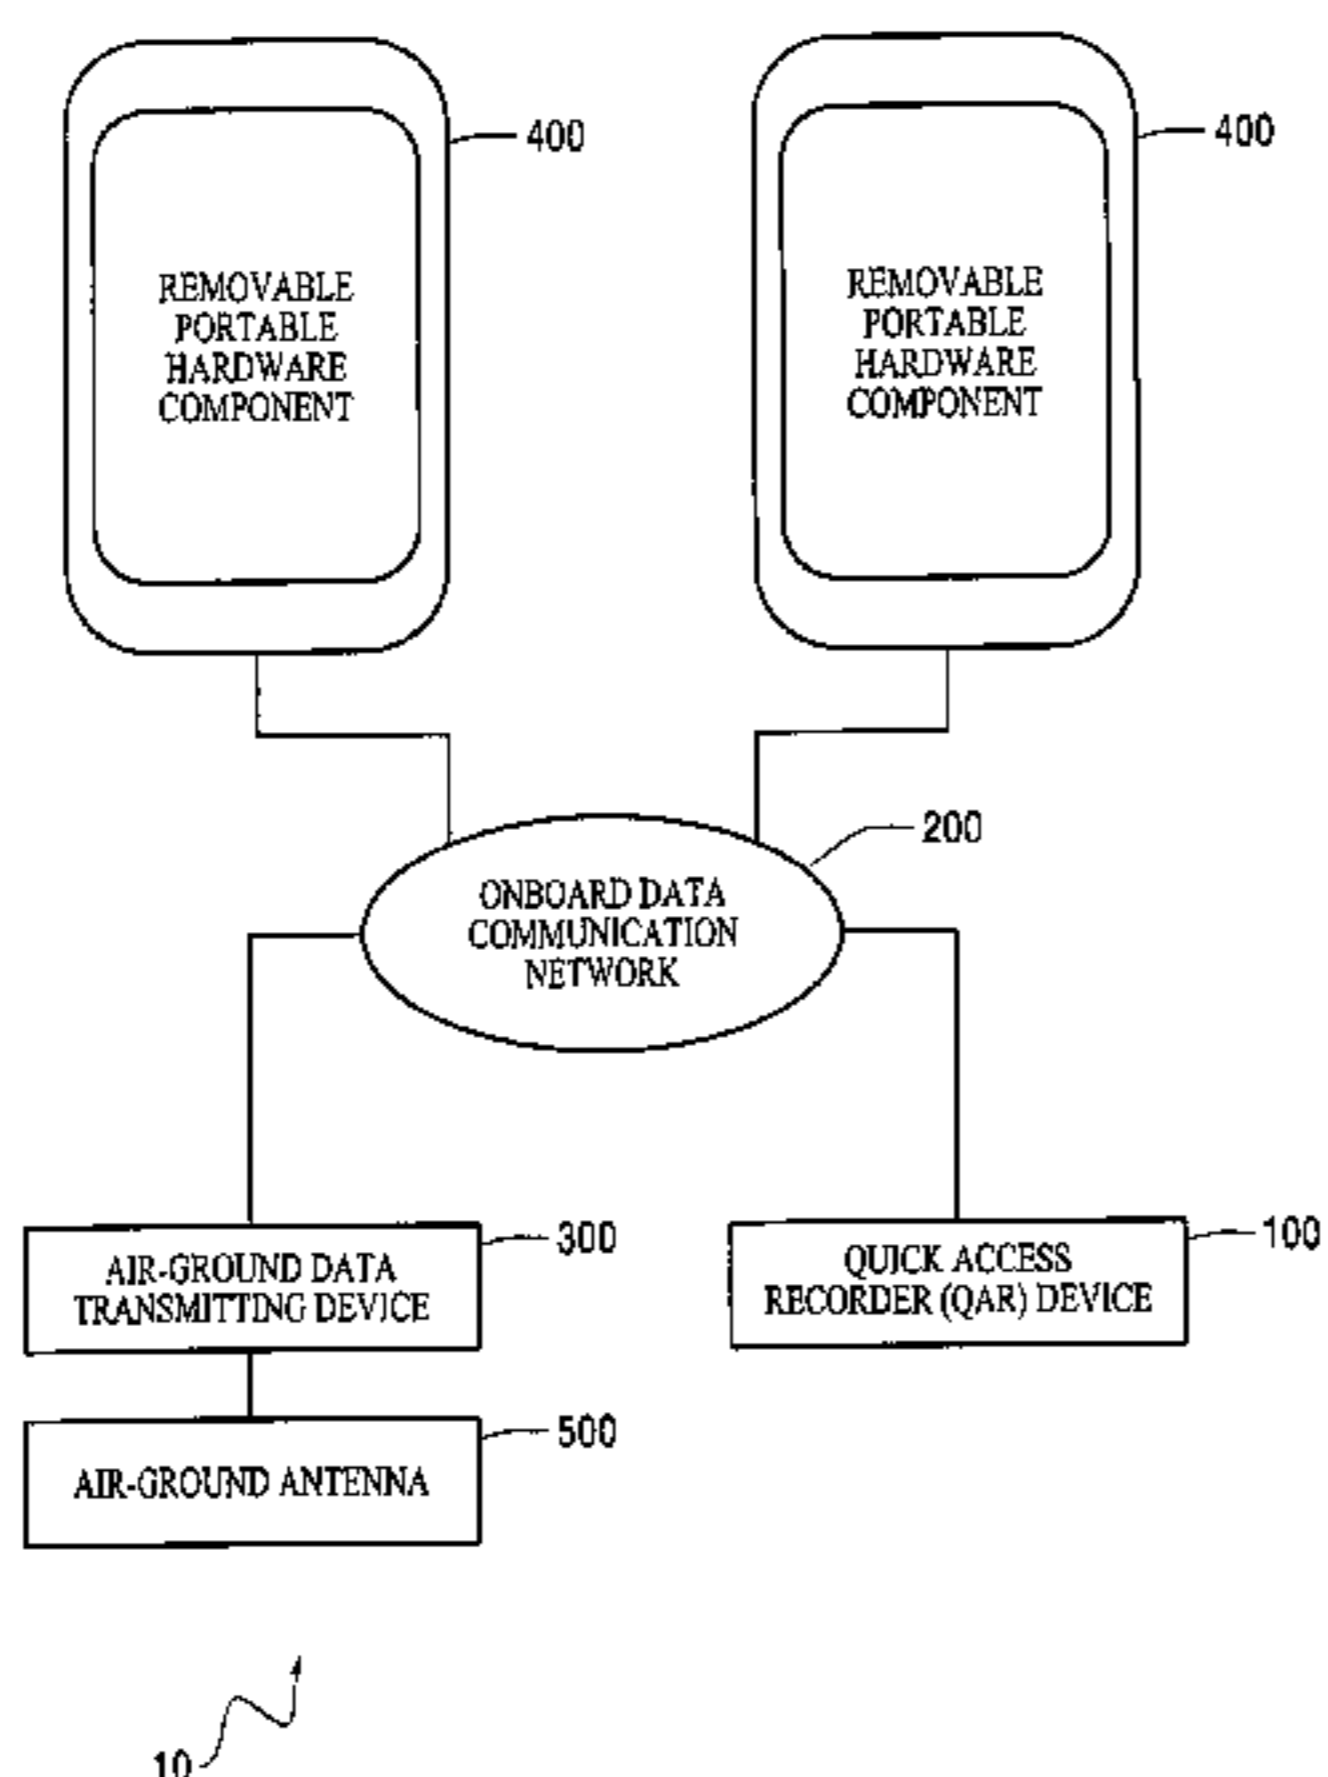 400
REMOVABLE
PORTABLE
HARDWARE
COMPONENT
400
REMOVABLE
PORTABLE
HARDWARE
COMPONENT
200
ONBOARD DATA
COMMUNICATION
NETWORK
300
AIR-GROUND DATA
TRANSMITTING DEVICE
100
QUICK ACCESS
RECORDER (QAR) DEVICE
500
AIR-GROUND ANTENNA
10